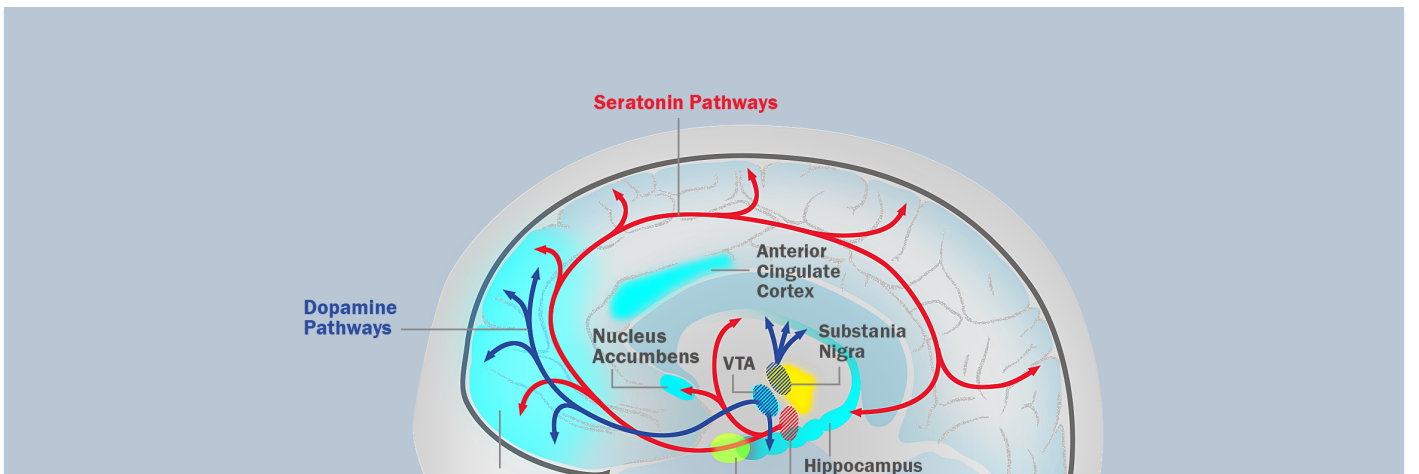 Seratonin Pathways
Anterior
Cingulate
Cortex
Dopamine
Pathways
Nucleus
Accumbens
VTA
Substania
Nigra
Hippocampus